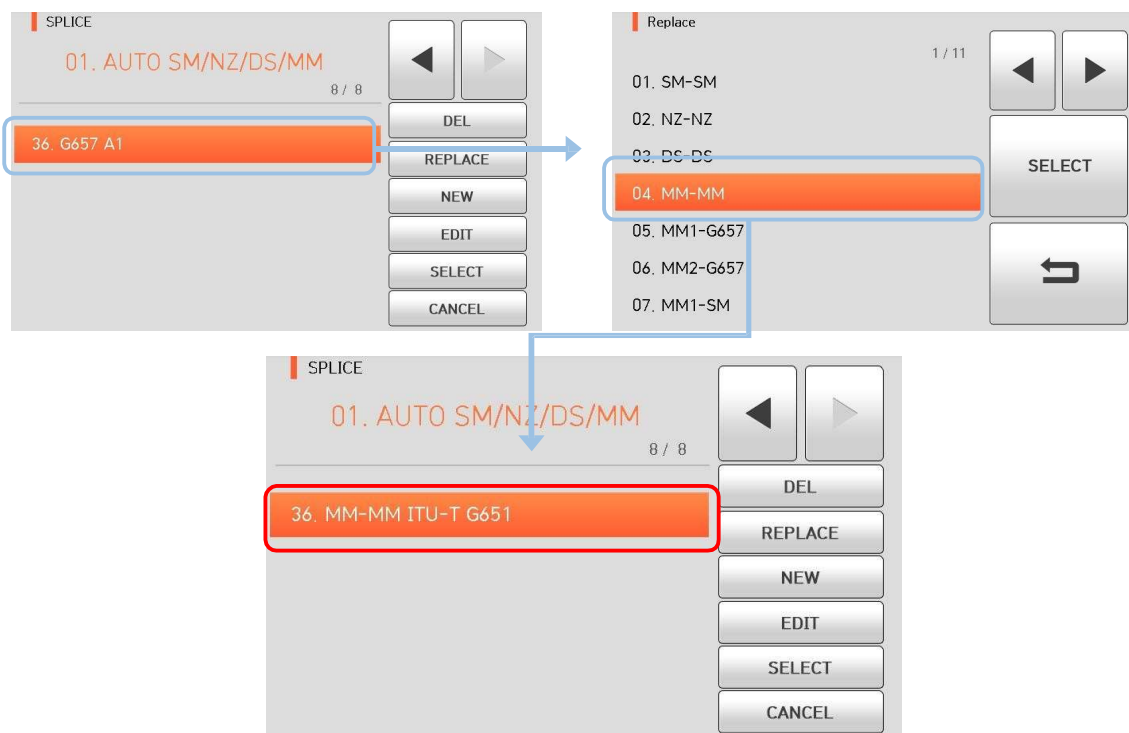 SPLICE
01. AUTO SM/NZ/DS/MM
8 / 8
36. G657 A1
DEL
REPLACE
NEW
EDIT
SELECT
CANCEL
Replace
1 / 11
01. SM-SM
02. NZ-NZ
03. DS-DS
04. MM-MM
05. MM1-G657
06. MM2-G657
07. MM1-SM
SELECT
SPLICE
01. AUTO SM/NZ/DS/MM
8 / 8
36. MM-MM ITU-T G651
DEL
REPLACE
NEW
EDIT
SELECT
CANCEL